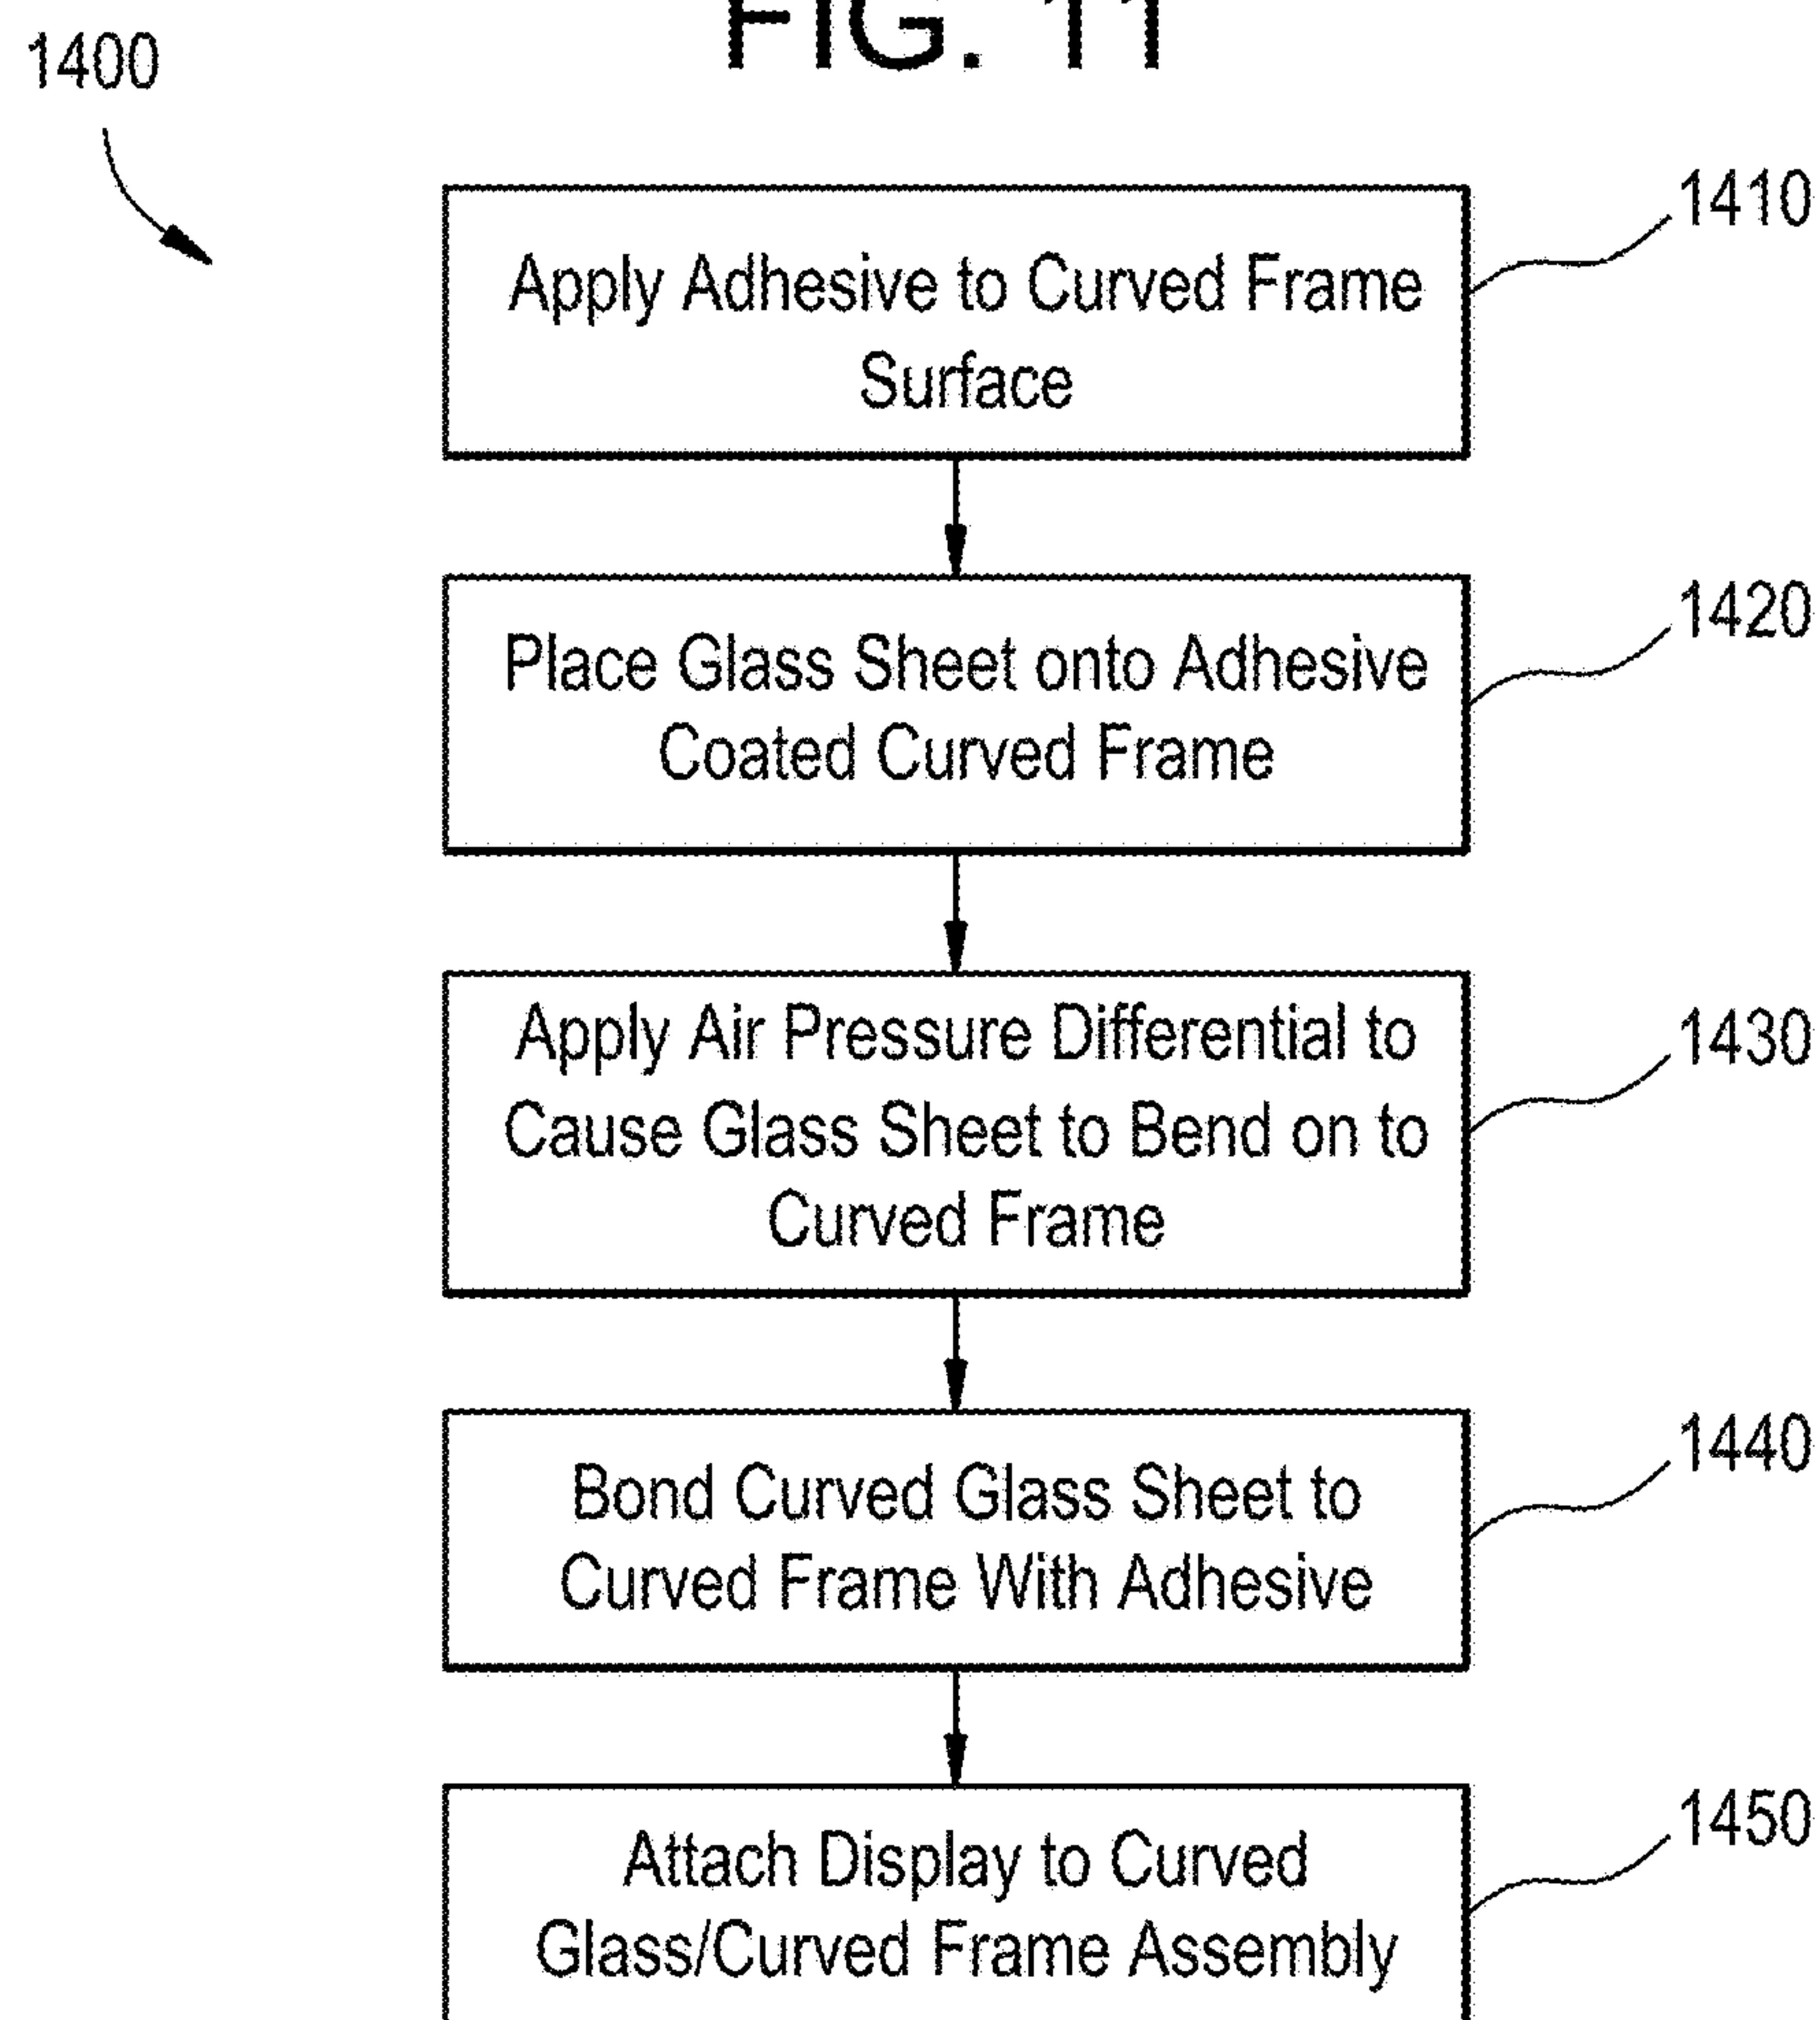 FIG. 11
1400
1410
Apply Adhesive to Curved Frame
Surface
1420
Place Glass Sheet onto Adhesive
Coated Curved Frame
1430
Apply Air Pressure Differential to
Cause Glass Sheet to Bend on to
Curved Frame
1440
Bond Curved Glass Sheet to
Curved Frame With Adhesive
1450
Attach Display to Curved
Glass/Curved Frame Assembly